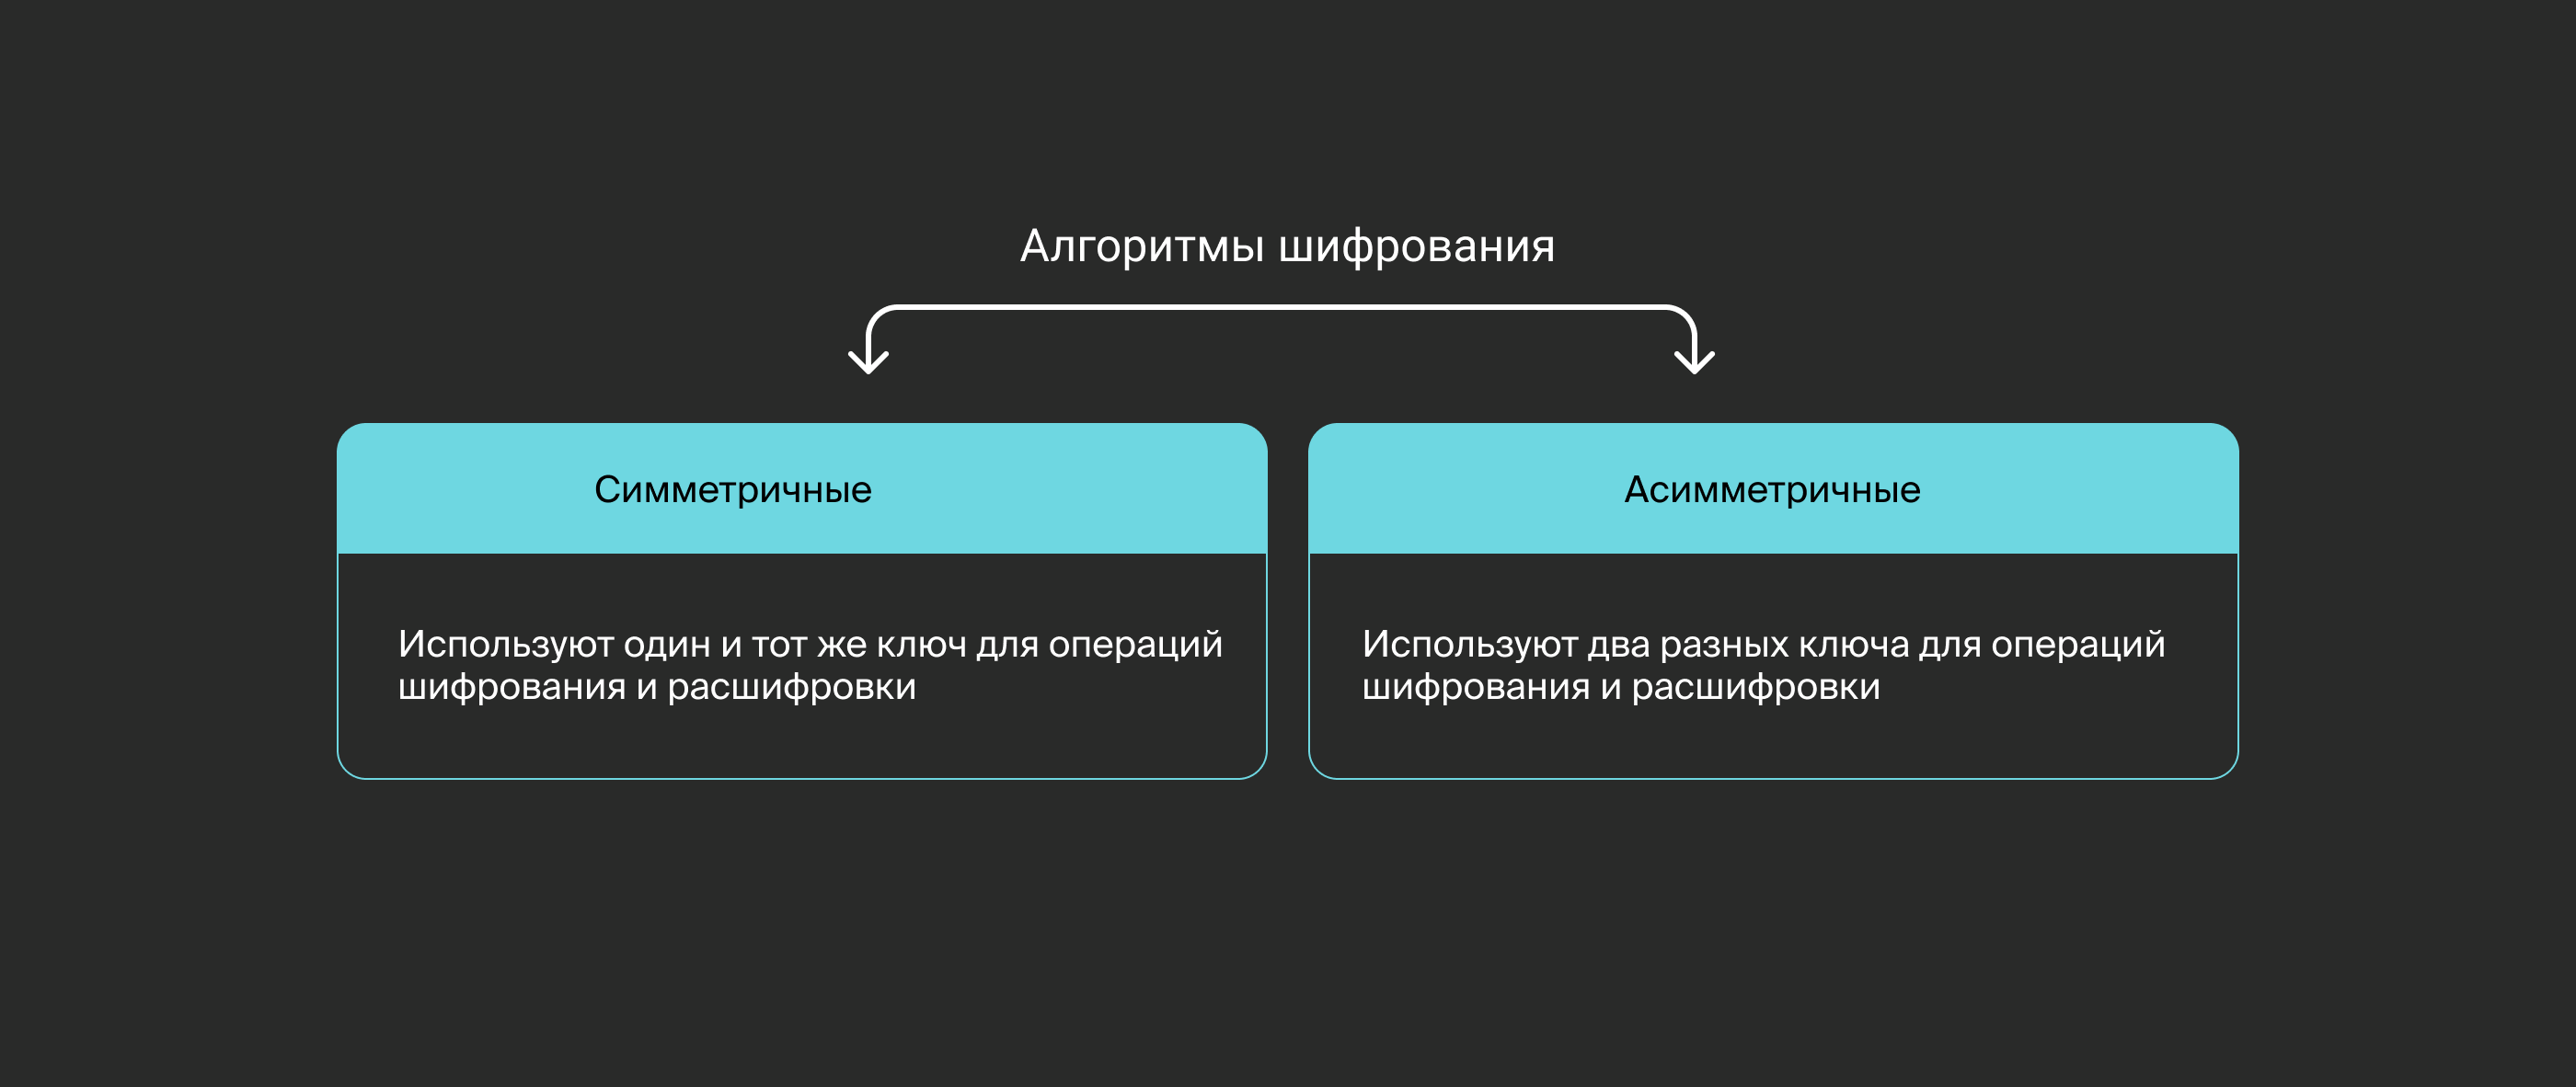 Алгоритмы шифрования
Симметричные
Используют один и тот же ключ для операций
шифрования и расшифровки
Асимметричные
Используют два разных ключа для операций
шифрования и расшифровки